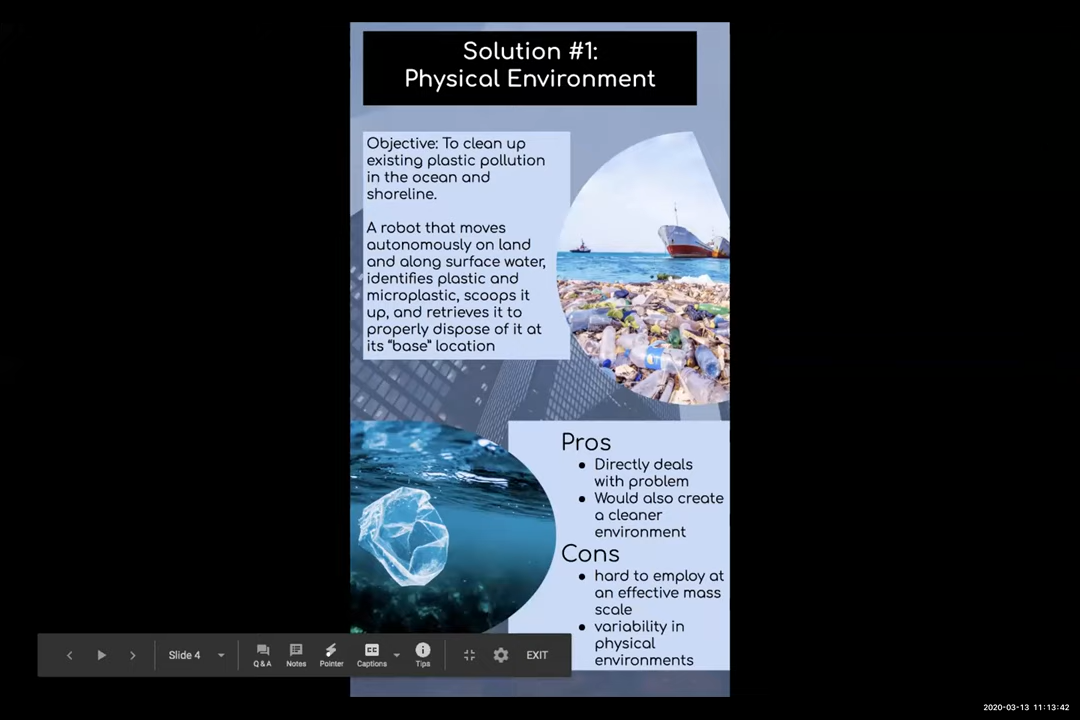 Solution #1:
Physical Environment
Objective: To clean up
existing plastic pollution
in the ocean and
shoreline.
A robot that moves
autonomously on land
and along surface water,
identifies plastic and
microplastic, scoops it
up, and retrieves it to
properly dispose of it at
its “base” location
Pros
● Directly deals
with problem
● Would also create
a cleaner
environment
Cons
● hard to employ at
an effective mass
scale
● variability in
physical
environments
Slide 4
Q & A
Notes
Pointer
Captions
Tips
EXIT
2020-03-13 11:13:42